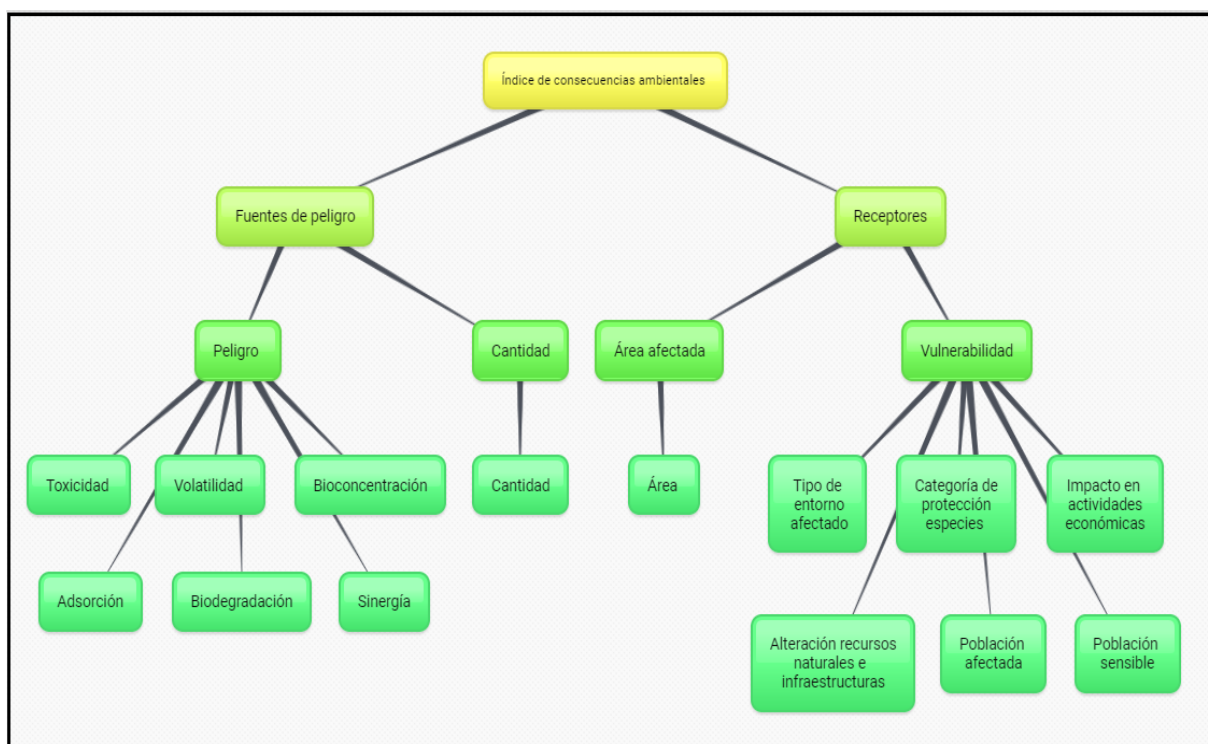 Índice de consecuencias ambientales
Fuentes de peligro
Receptores
Peligro
Cantidad
Área afectada
Vulnerabilidad
Toxicidad
Volatilidad
Bioconcentración
Cantidad
Área
Tipo de
entorno
afectado
Categoría de
protección
especies
Impacto en
actividades
económicas
Adsorción
Biodegradación
Sinergía
Alteración recursos
naturales e
infraestructuras
Población
afectada
Población
sensible